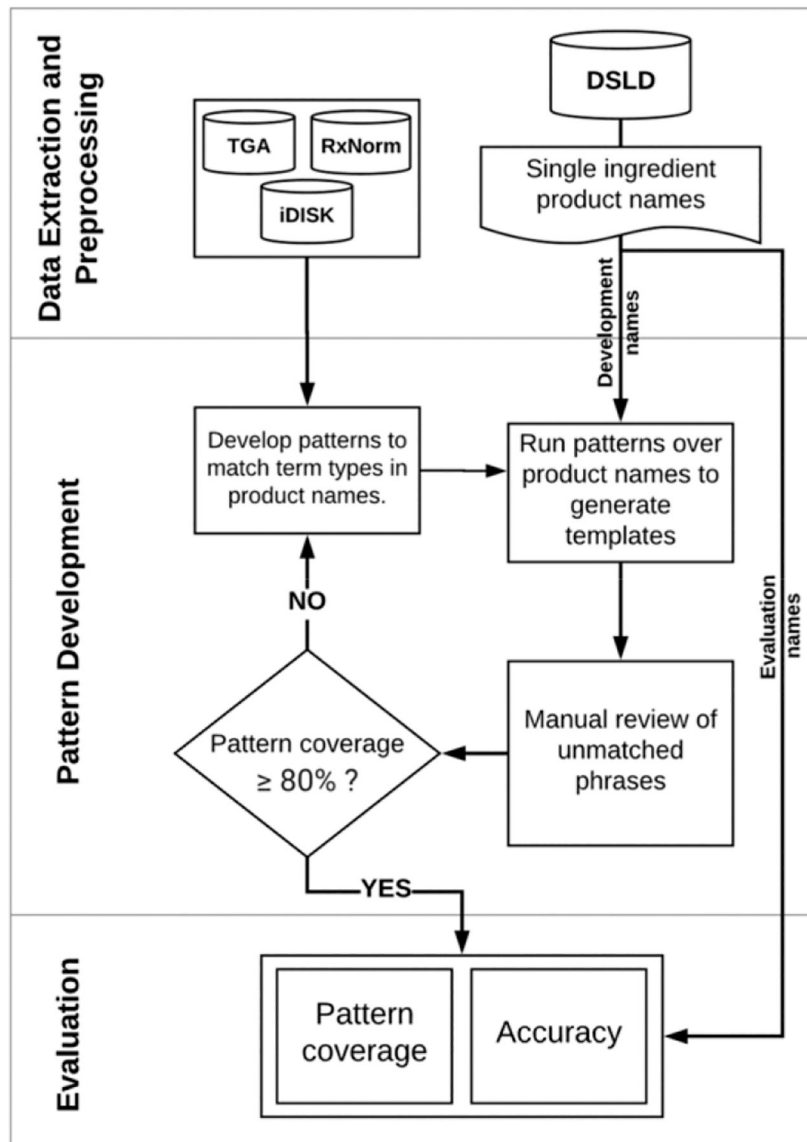 Data Extraction and
Preprocessing
TGA
RxNorm
iDISK
DSLD
Single ingredient
product names
Development
names
Evaluation
names
Pattern Development
Develop patterns to
match term types in
product names.
Run patterns over
product names to
generate
templates
NO
Pattern coverage
≥ 80% ?
Manual review of
unmatched
phrases
YES
Evaluation
Pattern
coverage
Accuracy